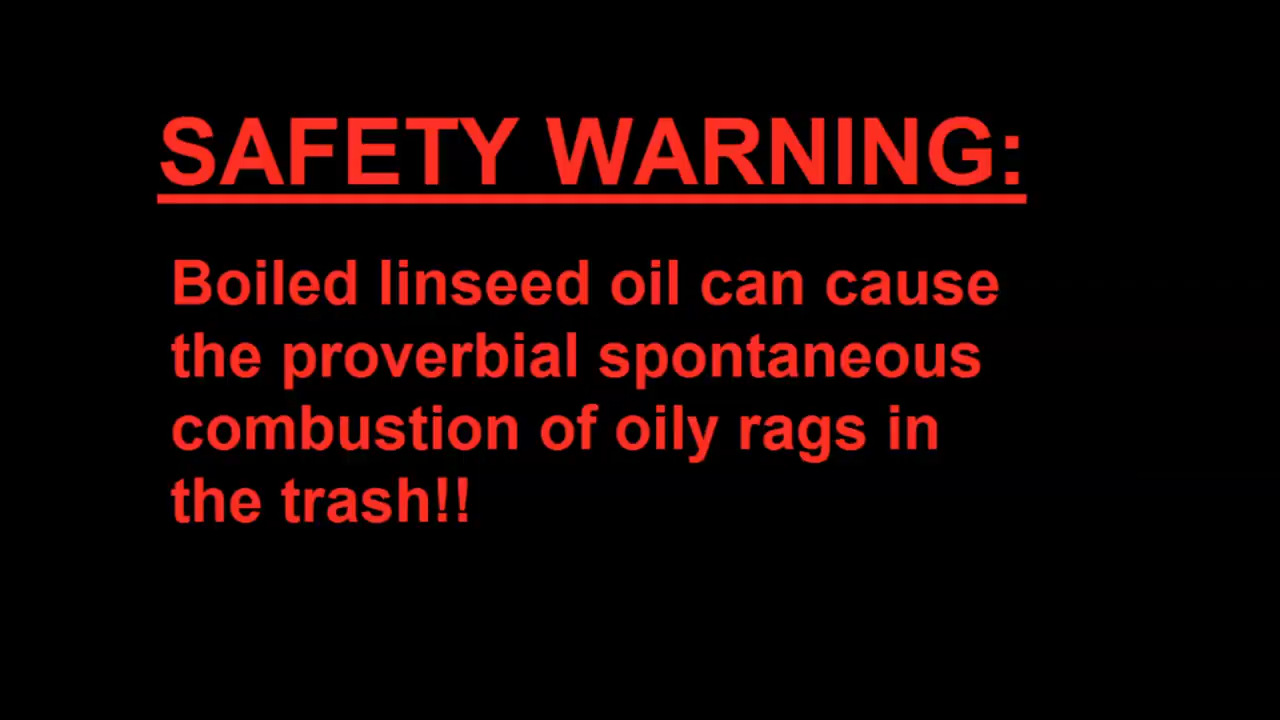 SAFETY WARNING:
Boiled linseed oil can cause
the proverbial spontaneous
combustion of oily rags in
the trash!!